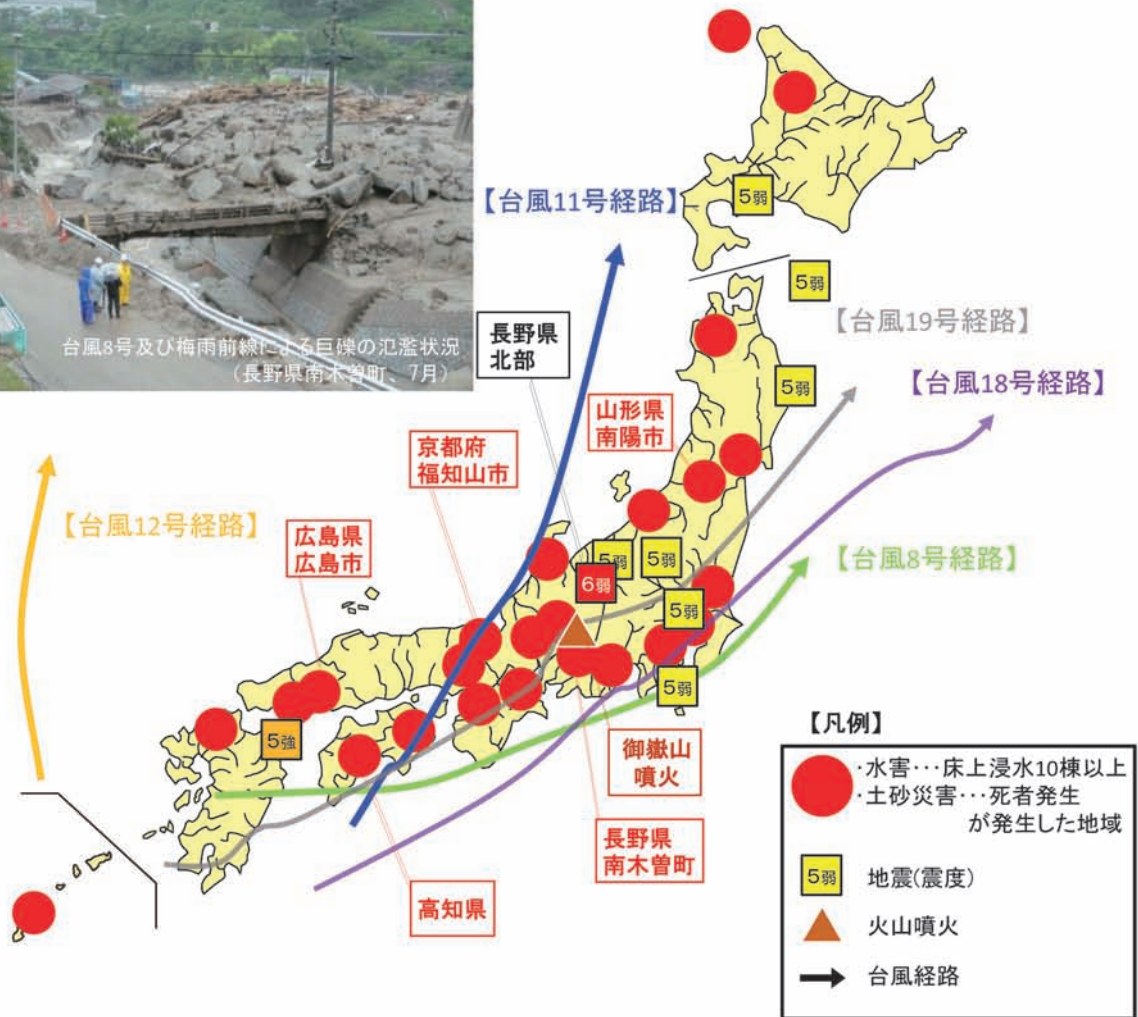 台風8号及び梅雨前線による巨礫の氾濫状況
（長野県南木曽町、7月）
【台風11号経路】
5弱
5弱
【台風19号経路】
長野県
北部
5弱
【台風18号経路】
山形県
南陽市
京都府
福知山市
【台風12号経路】
広島県
広島市
5弱
5弱
【台風8号経路】
6弱
5弱
5弱
5強
御嶽山
噴火
長野県
南木曽町
高知県
【凡例】
・水害･･･床上浸水10棟以上
・土砂災害･･･死者発生
が発生した地域
5弱
地震(震度)
火山噴火
台風経路